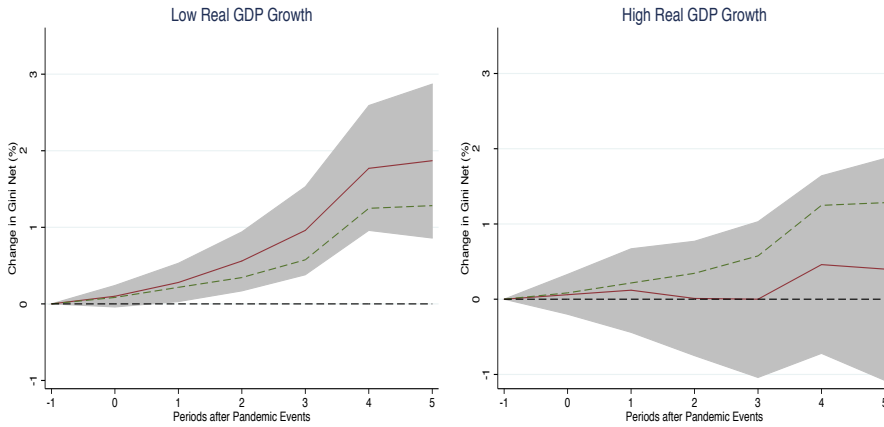 Low Real GDP Growth
Change in Gini Net (%)
3
2
1
0
-1
-1 0 1 2 3 4 5
Periods after Pandemic Events
High Real GDP Growth
Change in Gini Net (%)
3
2
1
0
-1
-1 0 1 2 3 4 5
Periods after Pandemic Events